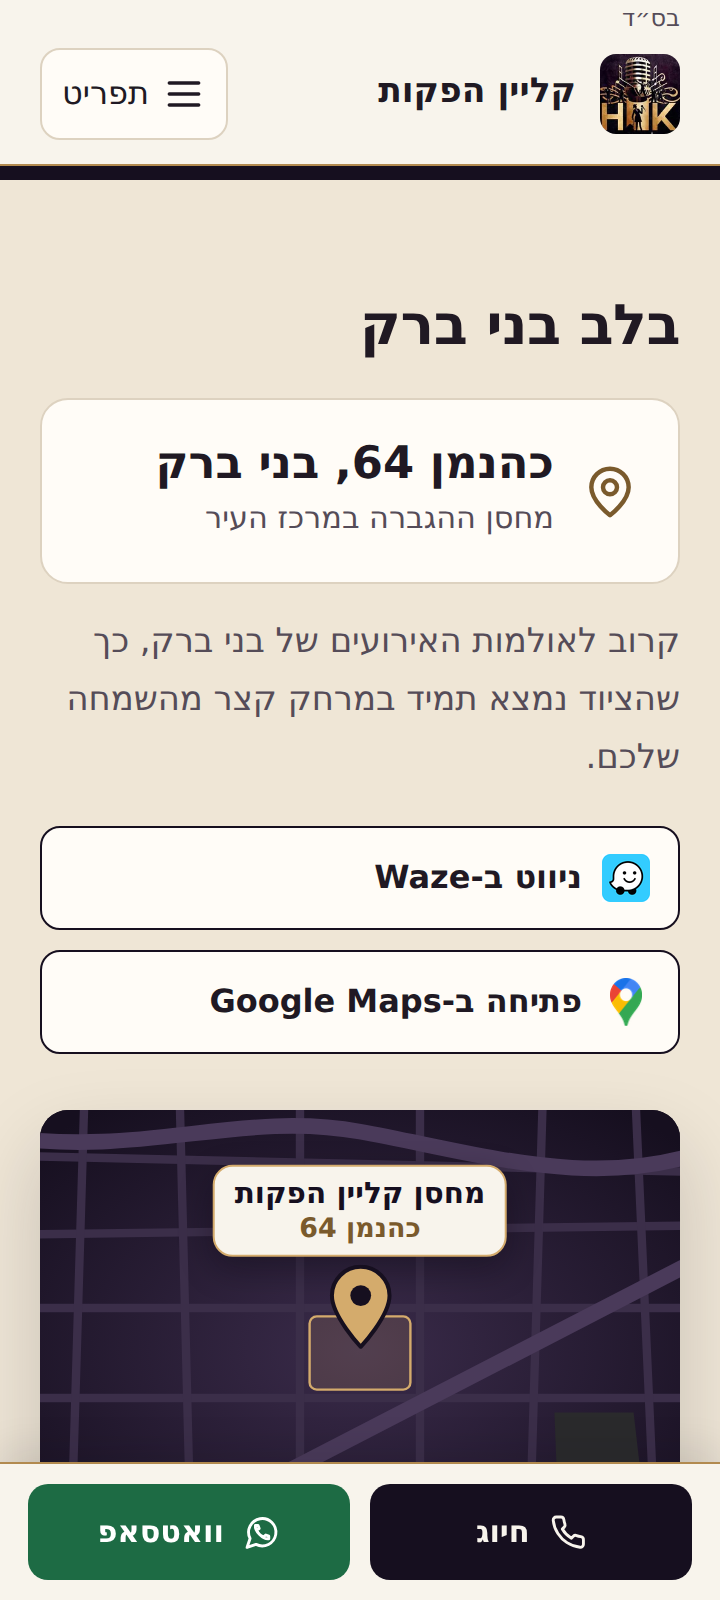 בס״ד
HK
קליין הפקות
תפריט
בלב בני ברק
כהנמן 64, בני ברק
מחסן ההגברה במרכז העיר
קרוב לאולמות האירועים של בני ברק, כך
שהציוד נמצא תמיד במרחק קצר מהשמחה
שלכם.
ניווט ב-Waze
פתיחה ב-Google Maps
מחסן קליין הפקות
כהנמן 64
חיוג
וואטסאפ